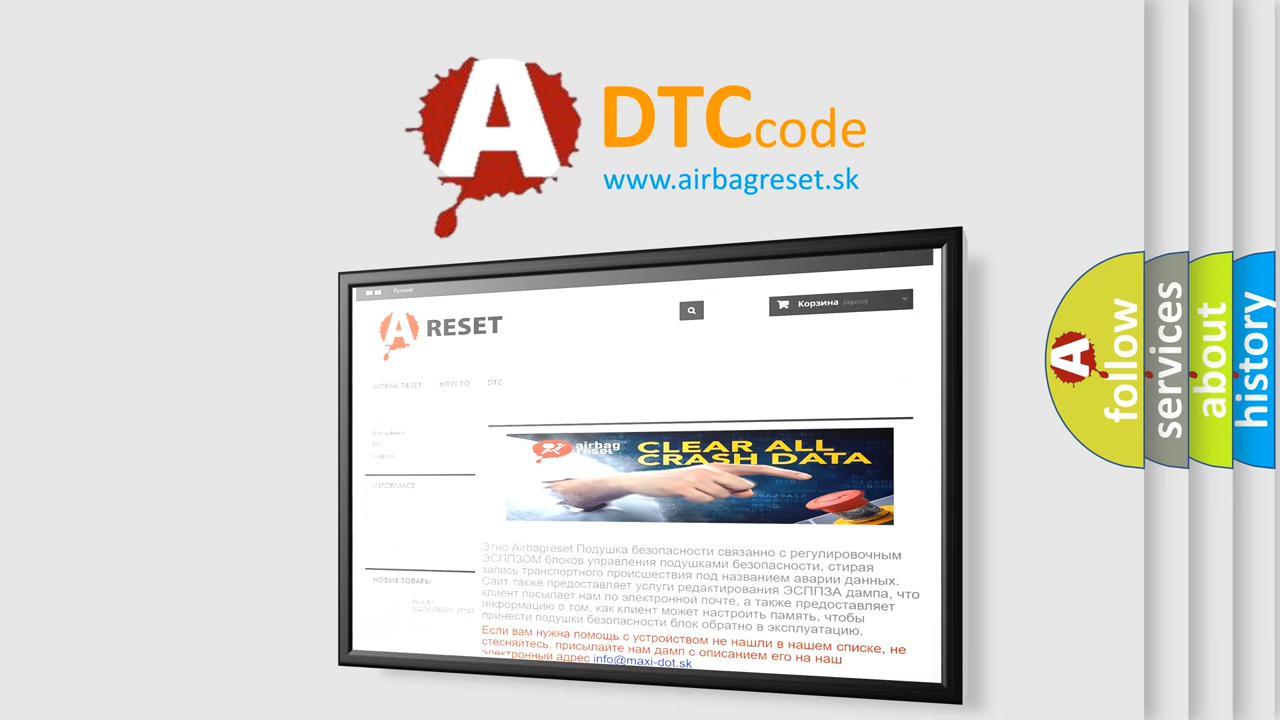 A DTCcode
www.airbagreset.sk
Русский
A RESET
Корзина (пусто)
AIRBAG RESET HOW TO DTC
INFORMACE
airbag
reset
CLEAR ALL
CRASH DATA
Этно Airbagreset Подушка безопасности связанно с регулировочным
ЭСППЗОМ блоков управления подушками безопасности, стирая
запись транспортного происшествия под названием аварии данных.
Сайт также предоставляет услуги редактирования ЭСППЗА дампа, что
клиент посылает нам по электронной почте, а также предоставляет
информацию о том, как клиент может настроить память, чтобы
принести подушки безопасности блок обратно в эксплуатацию.
Если вам нужна помощь с устройством не нашли в нашем списке, не
стесняйтесь, присылайте нам дамп с описанием его на наш
электронный адрес info@maxi-dot.sk
НОВЫЕ ТОВАРЫ
A follow
services
about
history